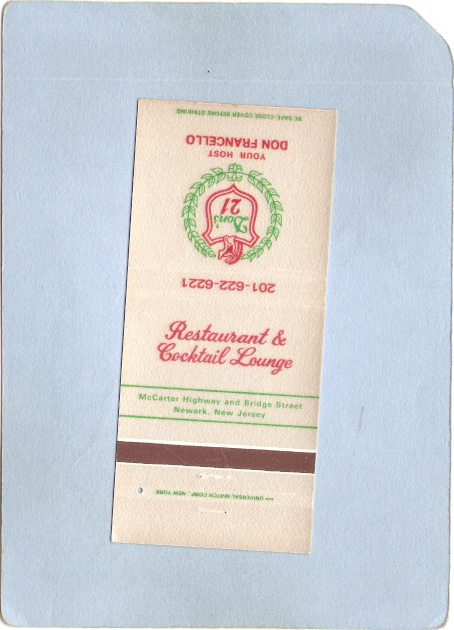 BE SAFE-CLOSE COVER BEFORE STRIKING
DON FRANCELLO
YOUR HOST
Don's
21
201-622-6221
Restaurant &
Cocktail Lounge
McCarter Highway and Bridge Street
Newark, New Jersey
UNIVERSAL MATCH CORP. NEW YORK